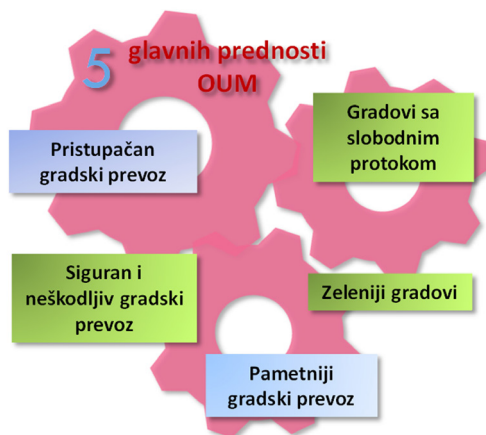 5 glavnih prednosti
OUM
Pristupačan
gradski prevoz
Gradovi sa
slobodnim
protokom
Siguran i
neškodljiv gradski
prevoz
Zeleniji gradovi
Pametniji
gradski prevoz